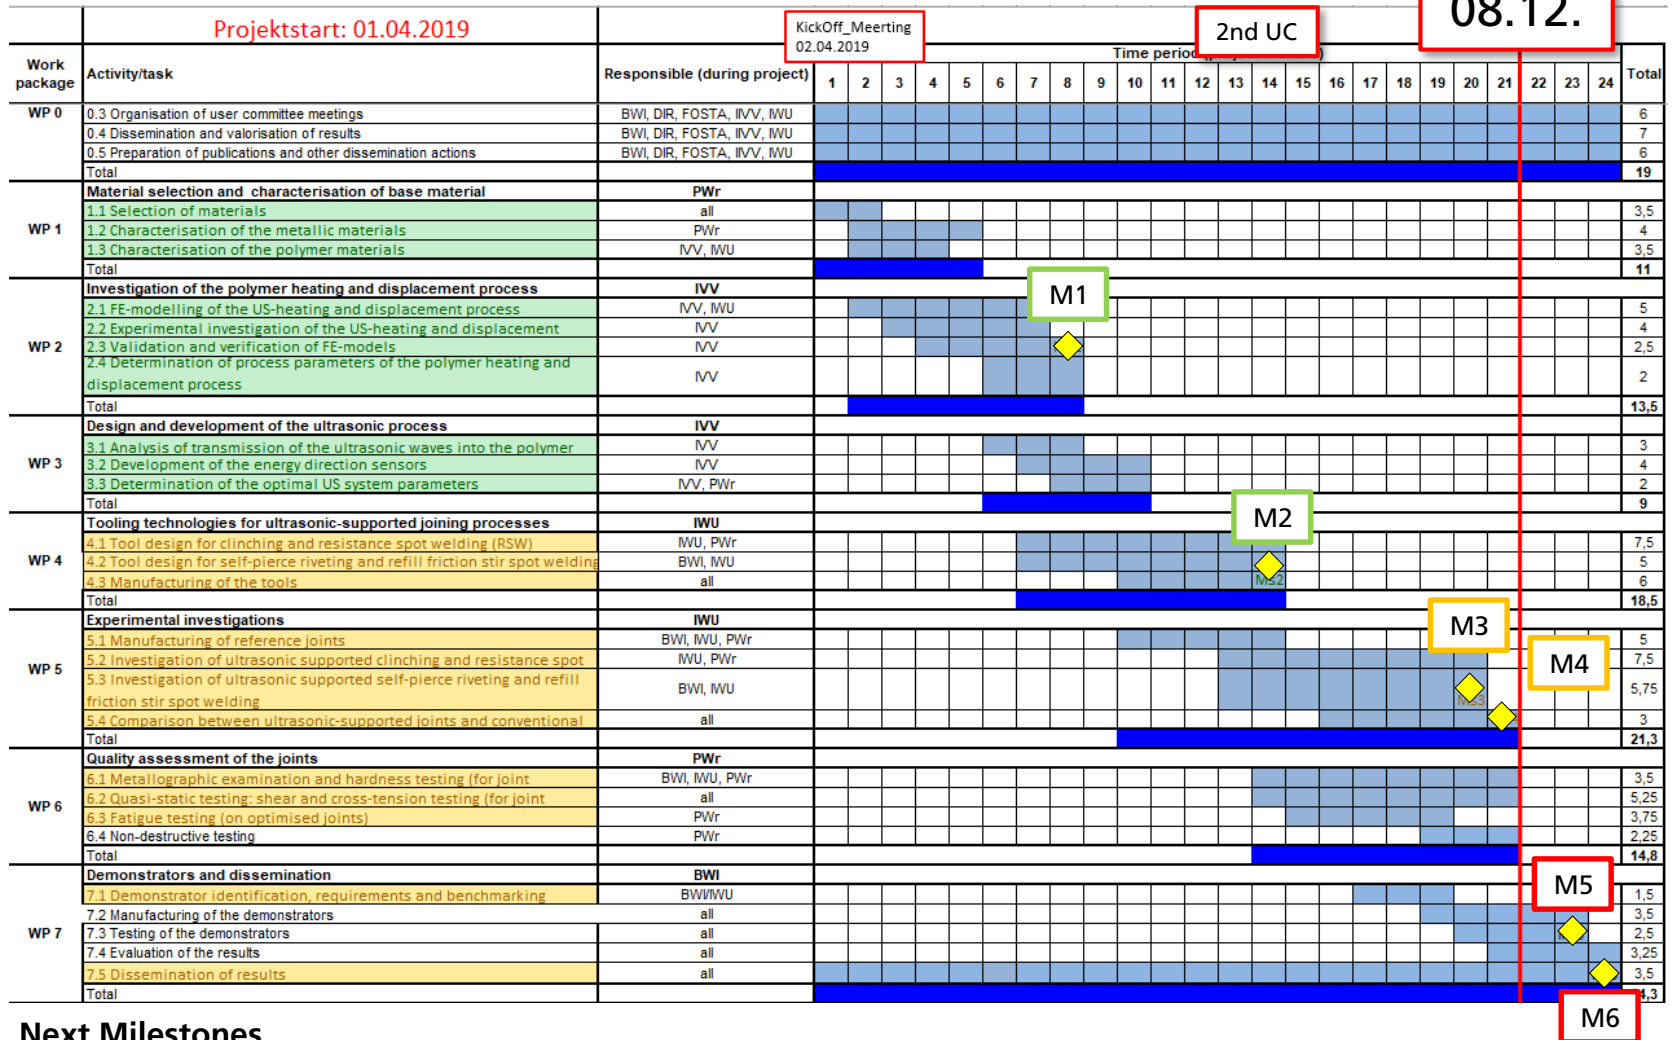 Projektstart: 01.04.2019
KickOff_Meerting
02.04.2019
2nd UC
08.12.
Work package
Activity/task
Responsible (during project)
Time period
1 2 3 4 5 6 7 8 9 10 11 12 13 14 15 16 17 18 19 20 21 22 23 24
Total
WP 0
0.3 Organisation of user committee meetings BWI, DIR, FOSTA, IIVV, IWU 6
0.4 Dissemination and valorisation of results BWI, DIR, FOSTA, IIVV, IWU 7
0.5 Preparation of publications and other dissemination actions BWI, DIR, FOSTA, IIVV, IWU 6
Total 19
WP 1
Material selection and characterisation of base material PWr
1.1 Selection of materials all 3,5
1.2 Characterisation of the metallic materials PWr 4
1.3 Characterisation of the polymer materials IVV, IWU 3,5
Total 11
WP 2
Investigation of the polymer heating and displacement process IVV
M1
2.1 FE-modelling of the US-heating and displacement process IVV, IWU 5
2.2 Experimental investigation of the US-heating and displacement IVV 4
2.3 Validation and verification of FE-models IVV 2,5
2.4 Determination of process parameters of the polymer heating and
displacement process IVV 2
Total 13,5
WP 3
Design and development of the ultrasonic process IVV
3.1 Analysis of transmission of the ultrasonic waves into the polymer IVV 3
3.2 Development of the energy direction sensors IVV 4
3.3 Determination of the optimal US system parameters IVV, PWr 2
Total 9
WP 4
Tooling technologies for ultrasonic-supported joining processes IWU
M2
4.1 Tool design for clinching and resistance spot welding (RSW) IWU, PWr 7,5
4.2 Tool design for self-pierce riveting and refill friction stir spot welding BWI, IWU 5
4.3 Manufacturing of the tools all Ms2 6
Total 18,5
WP 5
Experimental investigations IWU
M3
5.1 Manufacturing of reference joints BWI, IWU, PWr 5
5.2 Investigation of ultrasonic supported clinching and resistance spot IWU, PWr 7,5
M4
5.3 Investigation of ultrasonic supported self-pierce riveting and refill
friction stir spot welding BWI, IWU Ms3 5,75
5.4 Comparison between ultrasonic-supported joints and conventional all 3
Total 21,3
WP 6
Quality assessment of the joints PWr
6.1 Metallographic examination and hardness testing (for joint BWI, IWU, PWr 3,5
6.2 Quasi-static testing: shear and cross-tension testing (for joint all 5,25
6.3 Fatigue testing (on optimised joints) PWr 3,75
6.4 Non-destructive testing PWr 2,25
Total 14,8
WP 7
Demonstrators and dissemination BWI
M5
7.1 Demonstrator identification, requirements and benchmarking BWI/IWU 1,5
7.2 Manufacturing of the demonstrators all 3,5
7.3 Testing of the demonstrators all 2,5
7.4 Evaluation of the results all 3,25
7.5 Dissemination of results all 3,5
Total 4,3
M6
Next Milestones